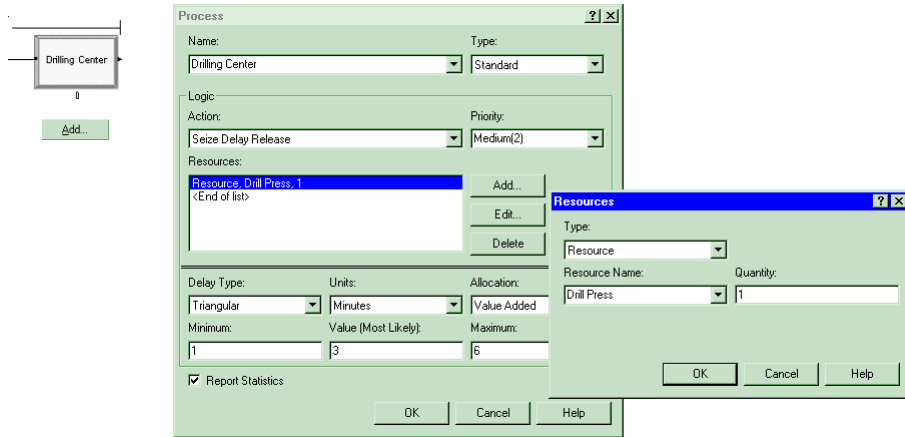 Drilling Center
0
Add...
Process
Name:
Type:
Drilling Center
Standard
Logic
Action:
Priority:
Seize Delay Release
Medium(2)
Resources:
Resource, Drill Press, 1
<End of list>
Add...
Edit...
Delete
Delay Type:
Units:
Allocation:
Triangular
Minutes
Value Added
Minimum:
Value (Most Likely):
Maximum:
1
3
6
Report Statistics
OK
Cancel
Help
Resources
Type:
Resource
Resource Name:
Quantity:
Drill Press
1
OK
Cancel
Help